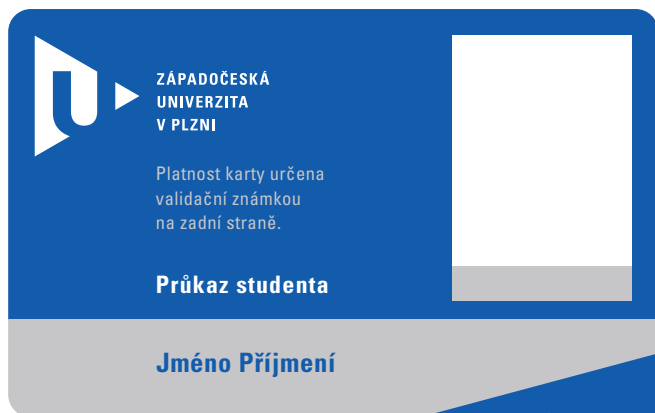 ZÁPADOČESKÁ
UNIVERZITA
V PLZNI
Platnost karty určena
validační známkou
na zadní straně.
Průkaz studenta
Jméno Příjmení